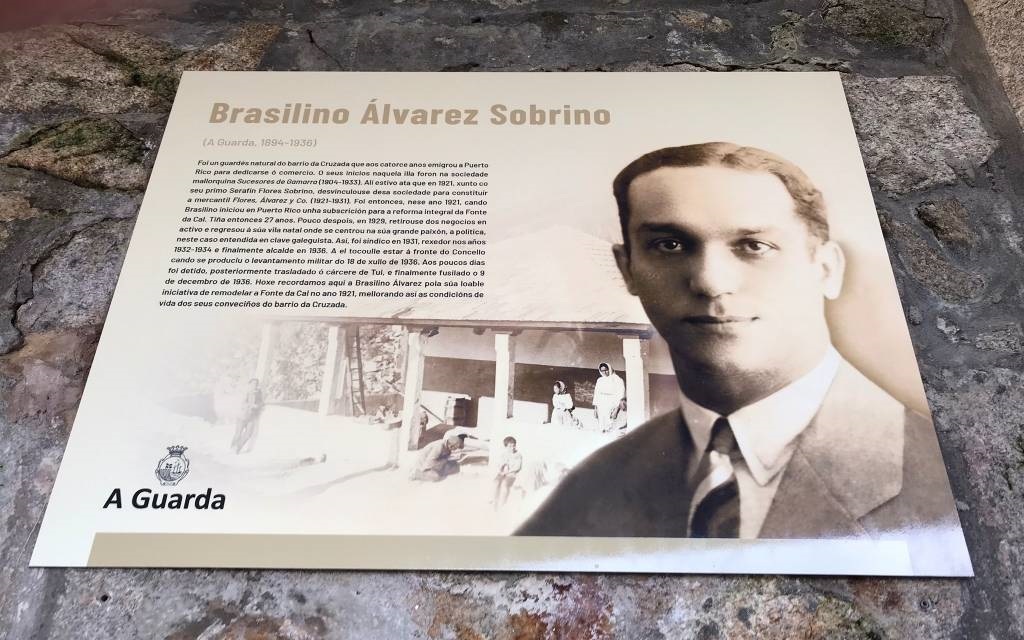 Brasilino Álvarez Sobrino
(A Guarda, 1894-1936)
Foi un guardés natural do barrio da Cruzada que aos catorce anos emigrou a Puerto
Rico para dedicarse ó comercio. O seus inicios naquela illa foron na sociedade
mallorquina Sucesores de Gamorra (1904-1933). Alí estivo ata que en 1921, xunto co
seu primo Serafín Flores Sobrino, desvinculouse desa sociedade para constituír
a mercantil Flores, Álvarez y Co. (1921-1931). Foi entonces, nese ano 1921, cando
Brasilino iniciou en Puerto Rico unha subscrición para a reforma integral da Fonte
da Cal. Tiña entonces 27 anos. Pouco despois, en 1929, retirouse dos negocios en
activo e regresou á súa vila natal onde se centrou na súa grande paixón, a política,
neste caso entendida en clave galeguista. Así, foi síndico en 1931, rexedor nos años
1932-1934 e finalmente alcalde en 1936. A el tocoulle estar á fronte do Concello
cando se produciu o levantamento militar do 18 de xullo de 1936. Aos poucos días
foi detido, posteriormente trasladado ó cárcere de Tui, e finalmente fusilado o 9
de decembro de 1936. Hoxe recordamos aquí a Brasilino Álvarez pola súa loable
iniciativa de remodelar a Fonte da Cal no ano 1921, mellorando así as condicións de
vida dos seus conveciños do barrio da Cruzada.
A Guarda